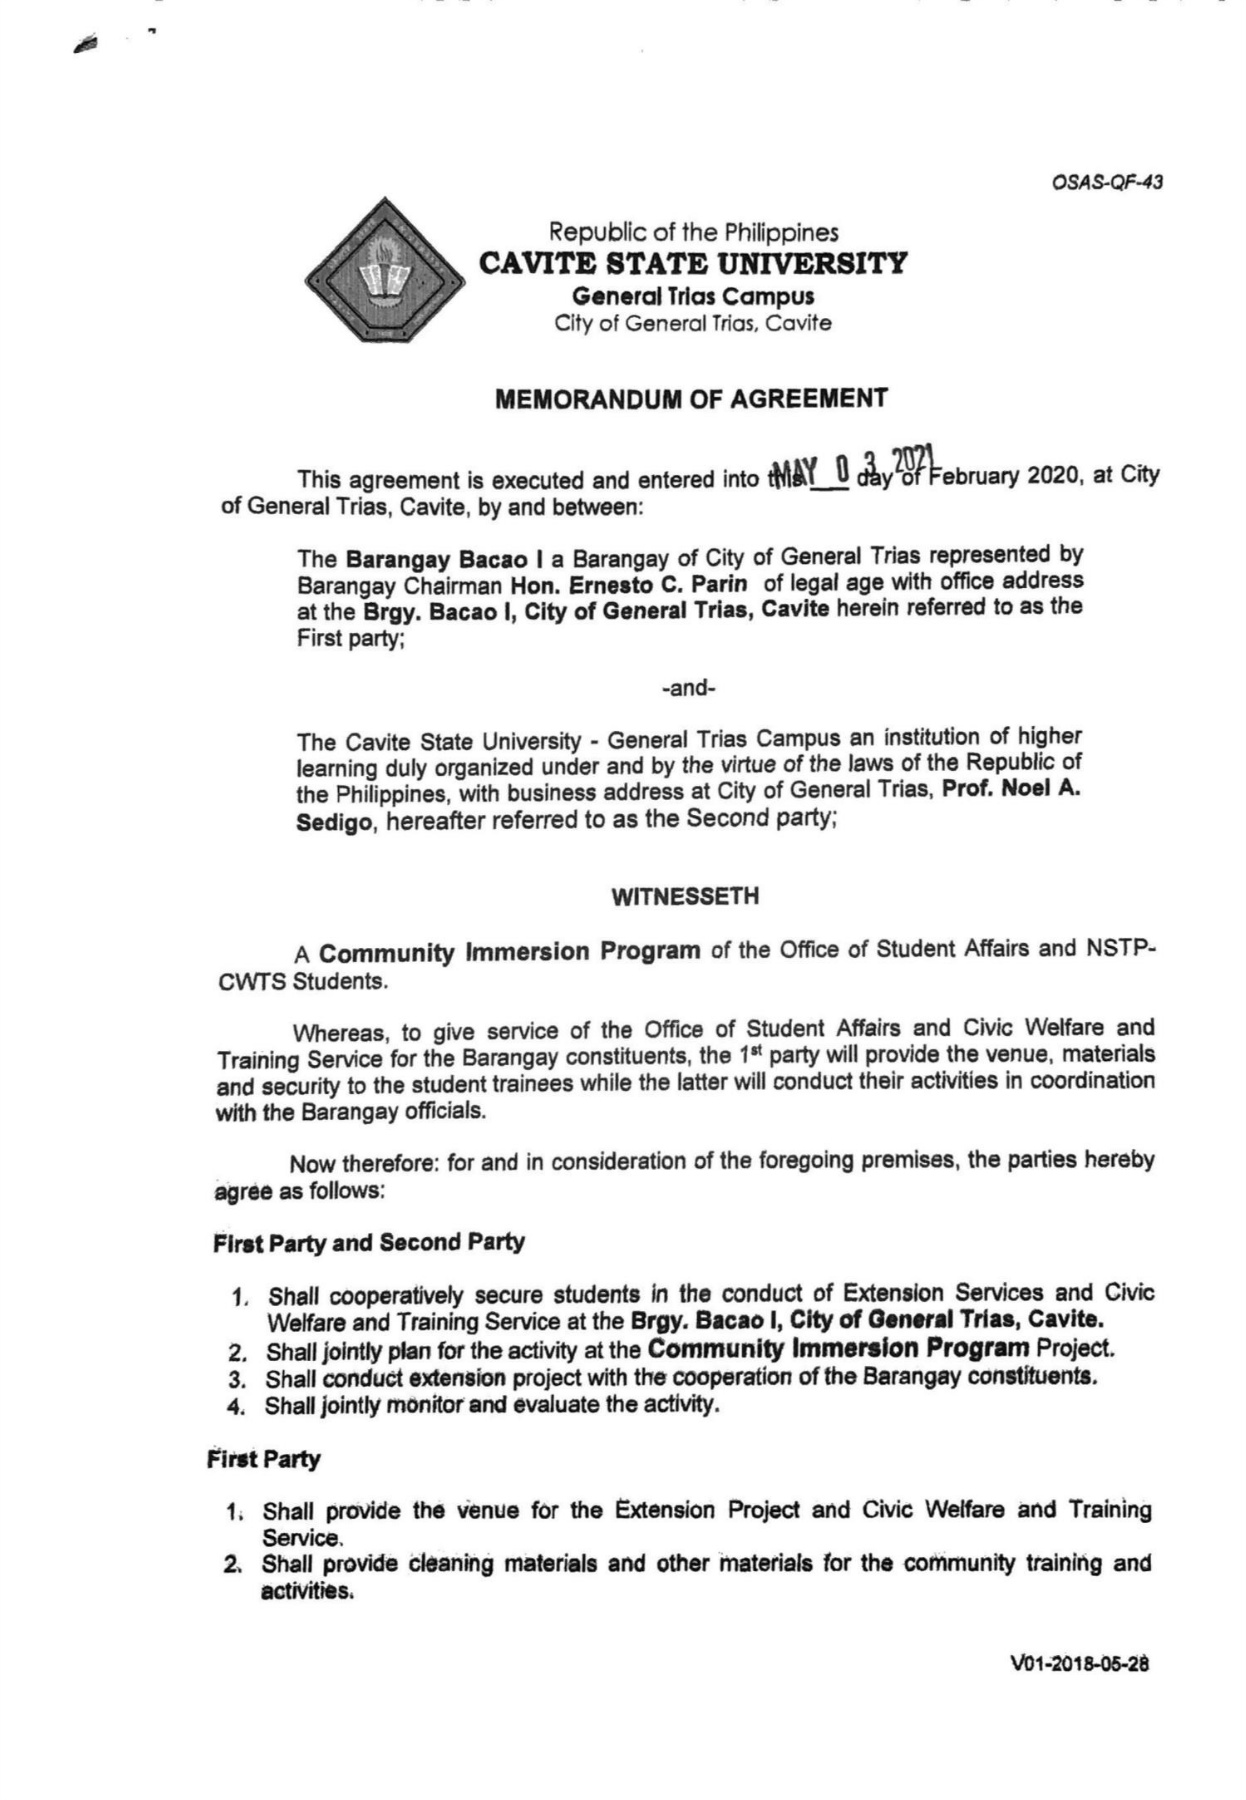 OSAS-QF-43
Republic of the Philippines
CAVITE STATE UNIVERSITY
General Trias Campus
City of General Trias, Cavite
MEMORANDUM OF AGREEMENT
MAY 03 2021
This agreement is executed and entered into this __ day of February 2020, at City
of General Trias, Cavite, by and between:
The Barangay Bacao I a Barangay of City of General Trias represented by
Barangay Chairman Hon. Ernesto C. Parin of legal age with office address
at the Brgy. Bacao I, City of General Trias, Cavite herein referred to as the
First party;
-and-
The Cavite State University - General Trias Campus an institution of higher
learning duly organized under and by the virtue of the laws of the Republic of
the Philippines, with business address at City of General Trias, Prof. Noel A.
Sedigo, hereafter referred to as the Second party;
WITNESSETH
A Community Immersion Program of the Office of Student Affairs and NSTP-
CWTS Students.
Whereas, to give service of the Office of Student Affairs and Civic Welfare and
Training Service for the Barangay constituents, the 1st party will provide the venue, materials
and security to the student trainees while the latter will conduct their activities in coordination
with the Barangay officials.
Now therefore: for and in consideration of the foregoing premises, the parties hereby
agree as follows:
First Party and Second Party
1. Shall cooperatively secure students in the conduct of Extension Services and Civic
Welfare and Training Service at the Brgy. Bacao I, City of General Trias, Cavite.
2. Shall jointly plan for the activity at the Community Immersion Program Project.
3. Shall conduct extension project with the cooperation of the Barangay constituents.
4. Shall jointly monitor and evaluate the activity.
First Party
1. Shall provide the venue for the Extension Project and Civic Welfare and Training
Service.
2. Shall provide cleaning materials and other materials for the community training and
activities.
V01-2018-05-28